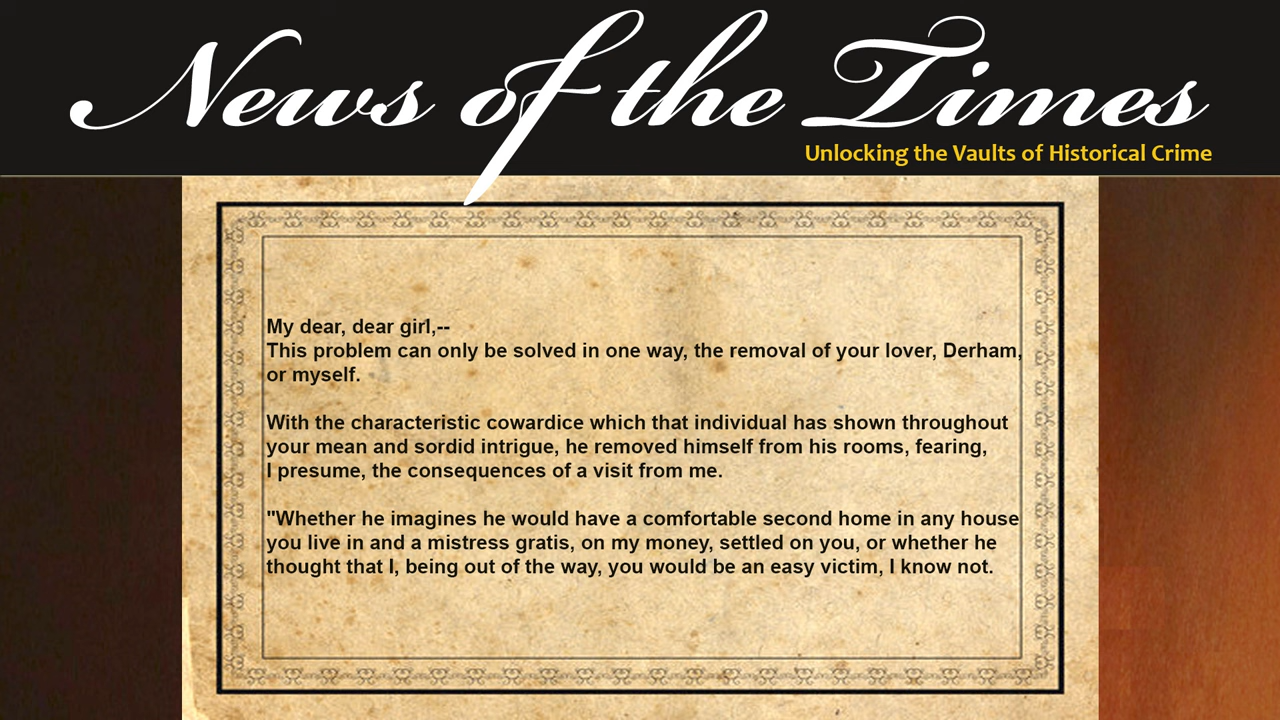 News of the Times
Unlocking the Vaults of Historical Crime
My dear, dear girl,--
This problem can only be solved in one way, the removal of your lover, Derham,
or myself.
With the characteristic cowardice which that individual has shown throughout
your mean and sordid intrigue, he removed himself from his rooms, fearing,
I presume, the consequences of a visit from me.
"Whether he imagines he would have a comfortable second home in any house
you live in and a mistress gratis, on my money, settled on you, or whether he
thought that I, being out of the way, you would be an easy victim, I know not.